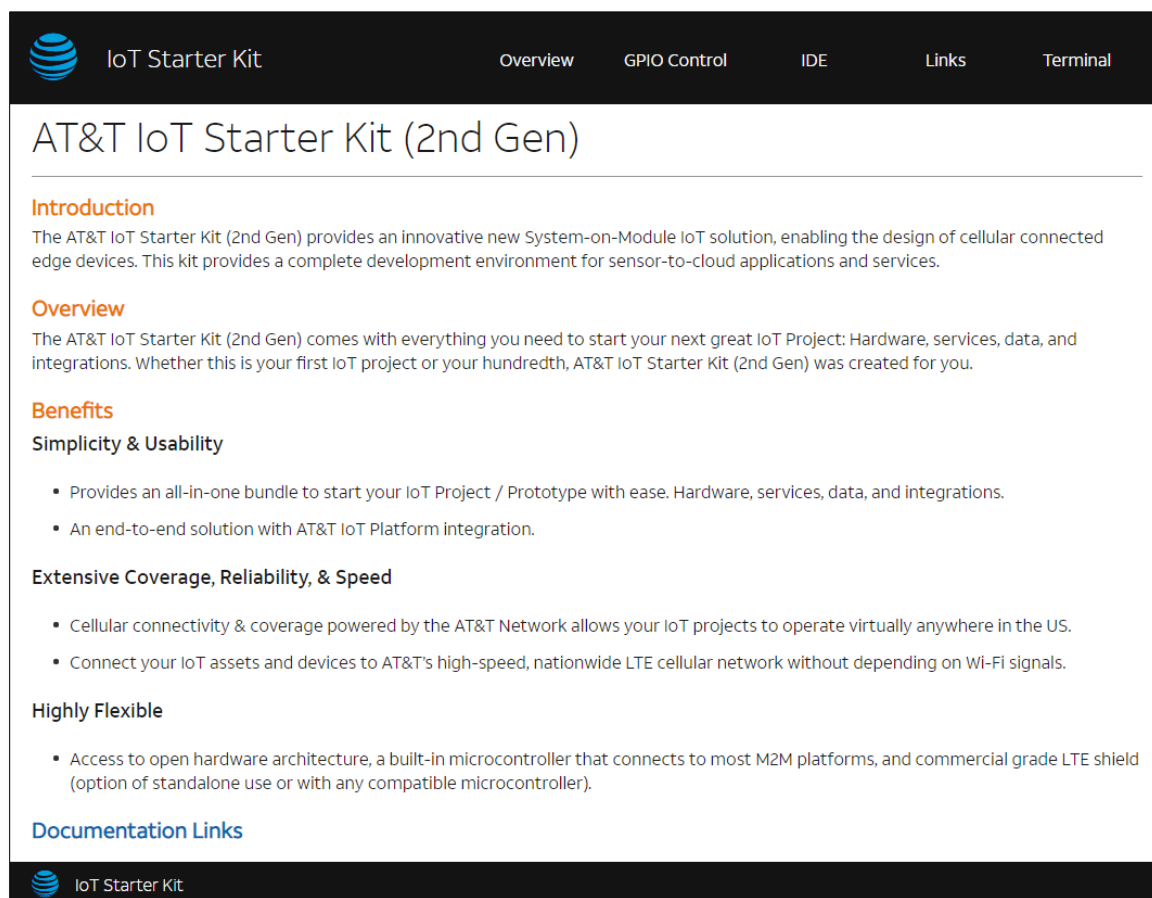 IoT Starter Kit
Overview
GPIO Control
IDE
Links
Terminal
AT&T IoT Starter Kit (2nd Gen)
Introduction
The AT&T IoT Starter Kit (2nd Gen) provides an innovative new System-on-Module IoT solution, enabling the design of cellular connected
edge devices. This kit provides a complete development environment for sensor-to-cloud applications and services.
Overview
The AT&T IoT Starter Kit (2nd Gen) comes with everything you need to start your next great IoT Project: Hardware, services, data, and
integrations. Whether this is your first IoT project or your hundredth, AT&T IoT Starter Kit (2nd Gen) was created for you.
Benefits
Simplicity & Usability
• Provides an all-in-one bundle to start your IoT Project / Prototype with ease. Hardware, services, data, and integrations.
• An end-to-end solution with AT&T IoT Platform integration.
Extensive Coverage, Reliability, & Speed
• Cellular connectivity & coverage powered by the AT&T Network allows your IoT projects to operate virtually anywhere in the US.
• Connect your IoT assets and devices to AT&T's high-speed, nationwide LTE cellular network without depending on Wi-Fi signals.
Highly Flexible
• Access to open hardware architecture, a built-in microcontroller that connects to most M2M platforms, and commercial grade LTE shield
(option of standalone use or with any compatible microcontroller).
Documentation Links
IoT Starter Kit